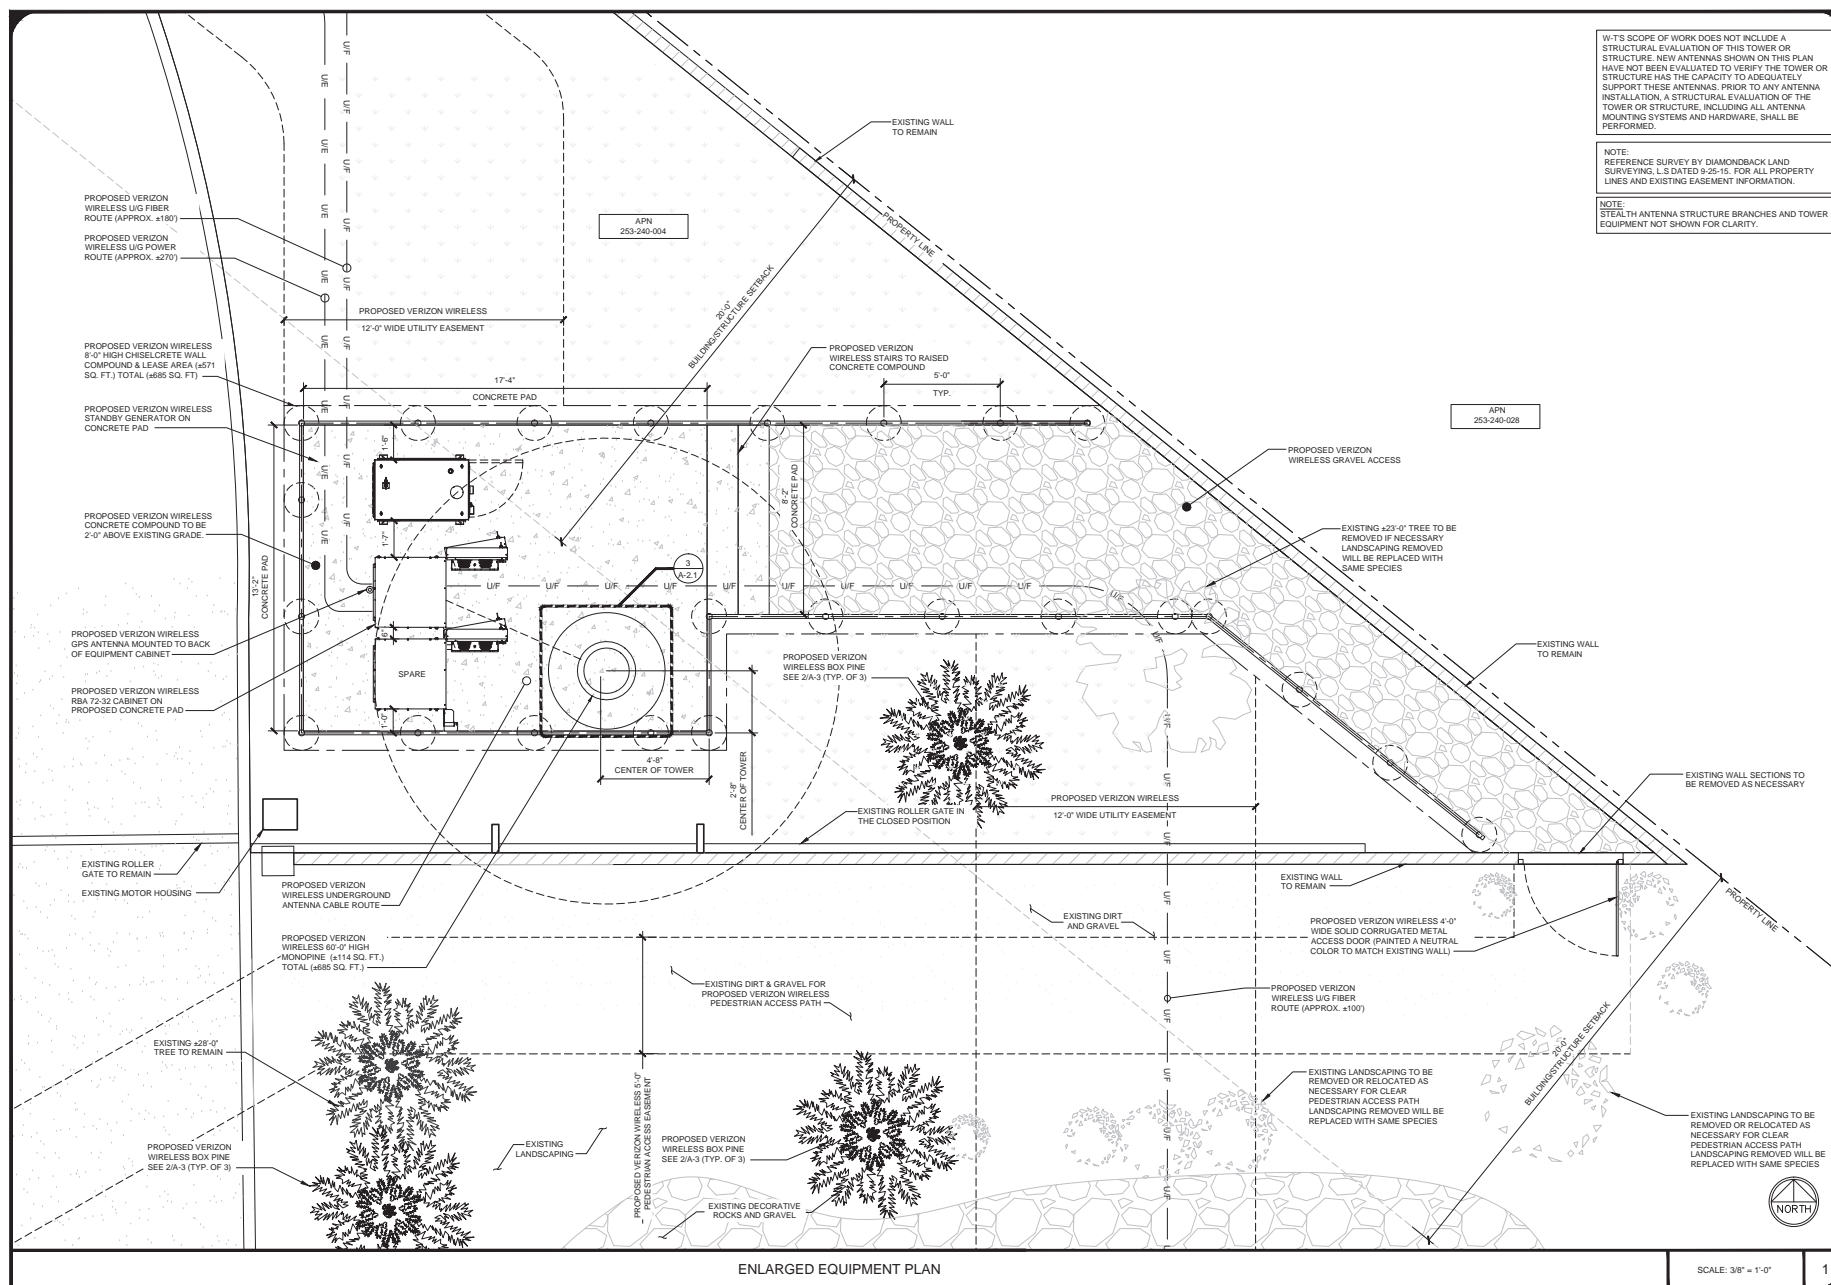 W-T'S SCOPE OF WORK DOES NOT INCLUDE A
STRUCTURAL EVALUATION OF THIS TOWER OR
STRUCTURE. NEW ANTENNAS SHOWN ON THIS PLAN
HAVE NOT BEEN EVALUATED TO VERIFY THE TOWER OR
STRUCTURE HAS THE CAPACITY TO ADEQUATELY
SUPPORT THESE ANTENNAS. PRIOR TO ANY ANTENNA
INSTALLATION, A STRUCTURAL EVALUATION OF THE
TOWER OR STRUCTURE, INCLUDING ALL ANTENNA
MOUNTING SYSTEMS AND HARDWARE, SHALL BE
PERFORMED.
NOTE:
REFERENCE SURVEY BY DIAMONDBACK LAND
SURVEYING, L.S DATED 9-25-15. FOR ALL PROPERTY
LINES AND EXISTING EASEMENT INFORMATION.
NOTE:
STEALTH ANTENNA STRUCTURE BRANCHES AND TOWER
EQUIPMENT NOT SHOWN FOR CLARITY.
EXISTING WALL
TO REMAIN
PROPERTY LINE
APN
253-240-004
20'-0"
BUILDING/STRUCTURE SETBACK
PROPOSED VERIZON
WIRELESS U/G FIBER
ROUTE (APPROX. ±180')
PROPOSED VERIZON
WIRELESS U/G POWER
ROUTE (APPROX. ±270')
U/E
U/E
U/E
U/E
U/E
U/E
U/E
U/E
U/E
U/F
U/F
U/F
U/F
U/F
U/F
U/F
U/F
U/F
PROPOSED VERIZON WIRELESS
12'-0" WIDE UTILITY EASEMENT
PROPOSED VERIZON WIRELESS
8'-0" HIGH CHISELCRETE WALL
COMPOUND & LEASE AREA (±571
SQ. FT.) TOTAL (±685 SQ. FT)
PROPOSED VERIZON WIRELESS
STANDBY GENERATOR ON
CONCRETE PAD
PROPOSED VERIZON WIRELESS
CONCRETE COMPOUND TO BE
2'-0" ABOVE EXISTING GRADE.
PROPOSED VERIZON WIRELESS
GPS ANTENNA MOUNTED TO BACK
OF EQUIPMENT CABINET
PROPOSED VERIZON WIRELESS
RBA 72-32 CABINET ON
PROPOSED CONCRETE PAD
17'-4"
CONCRETE PAD
13'-2"
CONCRETE PAD
1'-6"
1'-7"
6"
1'-0"
SPARE
PROPOSED VERIZON
WIRELESS STAIRS TO RAISED
CONCRETE COMPOUND
5'-0"
TYP.
8'-2"
CONCRETE PAD
3
A-2.1
U/F
U/F
U/F
U/F
U/F
U/F
U/F
U/F
U/F
U/F
U/F
U/F
APN
253-240-028
PROPOSED VERIZON
WIRELESS GRAVEL ACCESS
EXISTING ±23'-0" TREE TO BE
REMOVED IF NECESSARY
LANDSCAPING REMOVED
WILL BE REPLACED WITH
SAME SPECIES
EXISTING WALL
TO REMAIN
EXISTING WALL SECTIONS TO
BE REMOVED AS NECESSARY
PROPOSED VERIZON
WIRELESS BOX PINE
SEE 2/A-3 (TYP. OF 3)
4'-8"
CENTER OF TOWER
2'-8"
CENTER OF TOWER
EXISTING ROLLER GATE IN
THE CLOSED POSITION
PROPOSED VERIZON WIRELESS
12'-0" WIDE UTILITY EASEMENT
EXISTING ROLLER
GATE TO REMAIN
EXISTING MOTOR HOUSING
PROPOSED VERIZON
WIRELESS UNDERGROUND
ANTENNA CABLE ROUTE
PROPOSED VERIZON
WIRELESS 60'-0" HIGH
MONOPINE (±114 SQ. FT.)
TOTAL (±685 SQ. FT.)
EXISTING WALL
TO REMAIN
PROPOSED VERIZON WIRELESS 4'-0"
WIDE SOLID CORRUGATED METAL
ACCESS DOOR (PAINTED A NEUTRAL
COLOR TO MATCH EXISTING WALL)
EXISTING DIRT
AND GRAVEL
PROPERTY LINE
EXISTING DIRT & GRAVEL FOR
PROPOSED VERIZON WIRELESS
PEDESTRIAN ACCESS PATH
PROPOSED VERIZON
WIRELESS U/G FIBER
ROUTE (APPROX. ±100')
U/F
U/F
U/F
U/F
U/F
U/F
U/F
U/F
U/F
20'-0"
BUILDING/STRUCTURE SETBACK
EXISTING ±28'-0"
TREE TO REMAIN
PROPOSED VERIZON
WIRELESS BOX PINE
SEE 2/A-3 (TYP. OF 3)
EXISTING
LANDSCAPING
PROPOSED VERIZON WIRELESS 5'-0"
PEDESTRIAN ACCESS EASEMENT
PROPOSED VERIZON
WIRELESS BOX PINE
SEE 2/A-3 (TYP. OF 3)
EXISTING DECORATIVE
ROCKS AND GRAVEL
EXISTING LANDSCAPING TO BE
REMOVED OR RELOCATED AS
NECESSARY FOR CLEAR
PEDESTRIAN ACCESS PATH
LANDSCAPING REMOVED WILL BE
REPLACED WITH SAME SPECIES
EXISTING LANDSCAPING TO BE
REMOVED OR RELOCATED AS
NECESSARY FOR CLEAR
PEDESTRIAN ACCESS PATH
LANDSCAPING REMOVED WILL BE
REPLACED WITH SAME SPECIES
NORTH
ENLARGED EQUIPMENT PLAN
SCALE: 3/8" = 1'-0"
1